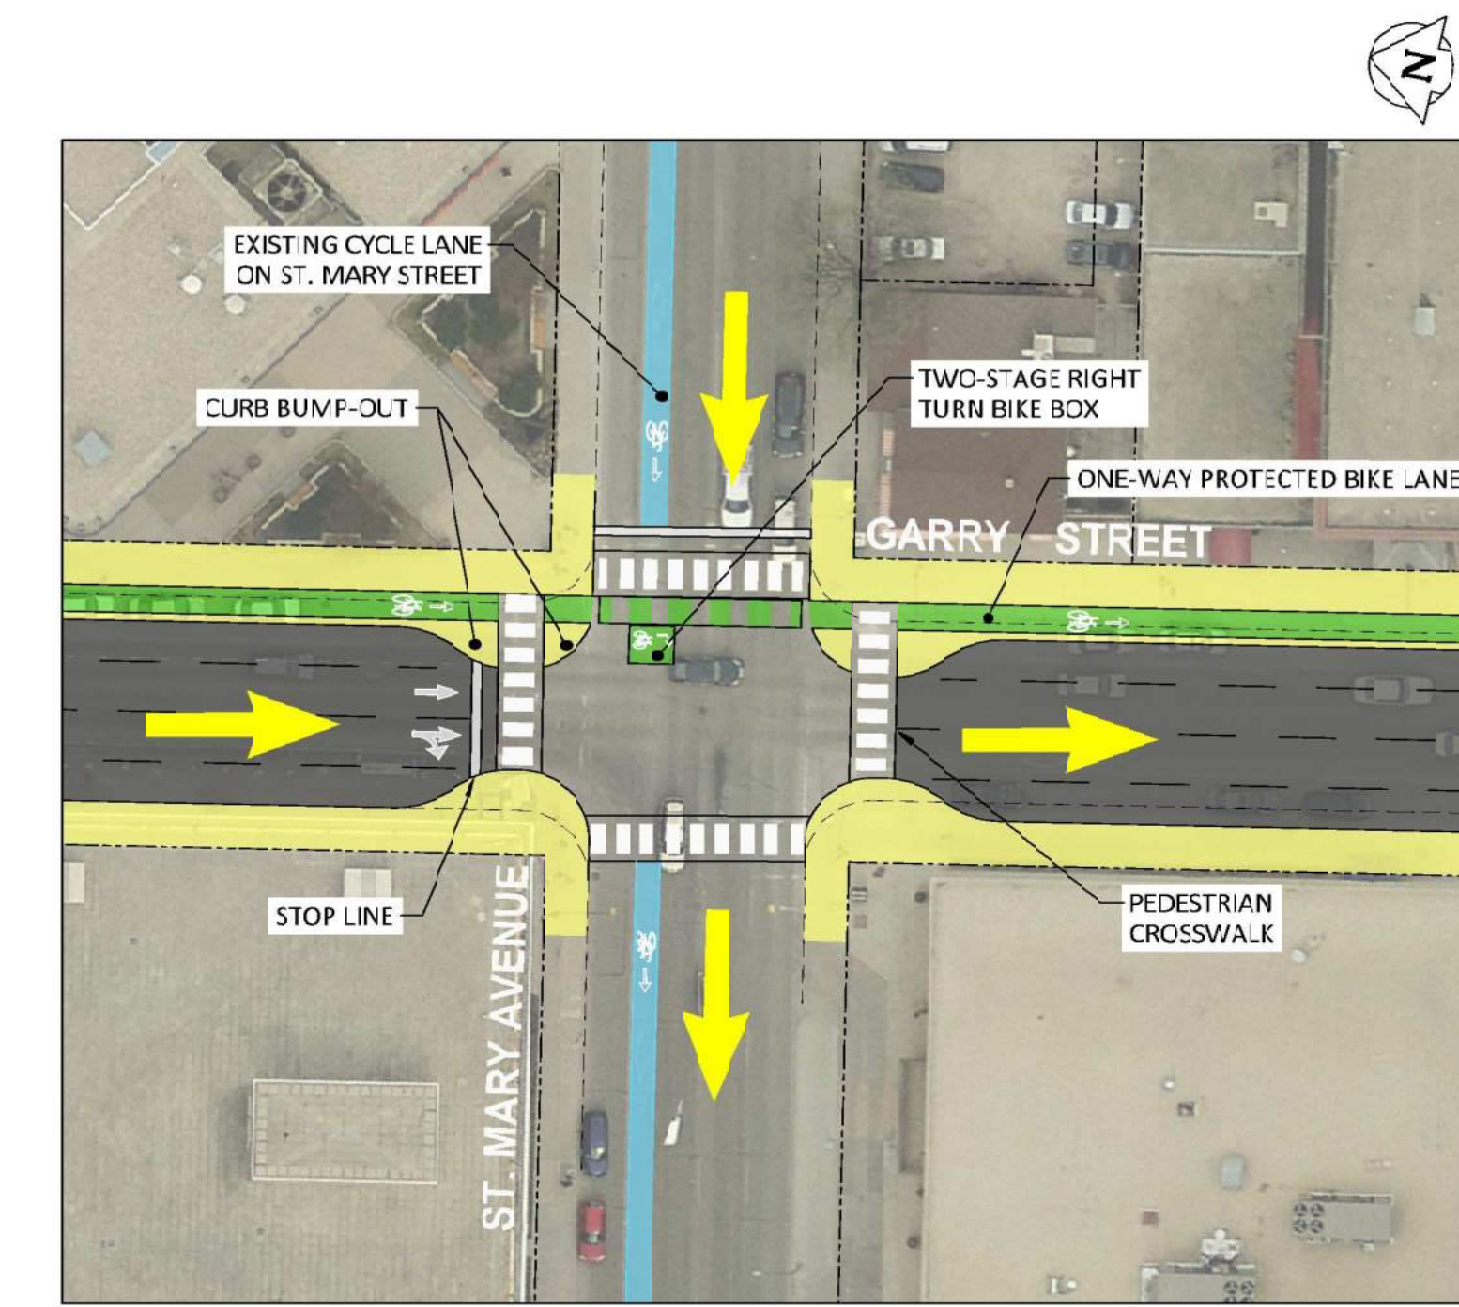 N
EXISTING CYCLE LANE
ON ST. MARY STREET
TWO-STAGE RIGHT
TURN BIKE BOX
CURB BUMP-OUT
ONE-WAY PROTECTED BIKE LANE
GARRY STREET
STOP LINE
ST. MARY AVENUE
PEDESTRIAN
CROSSWALK